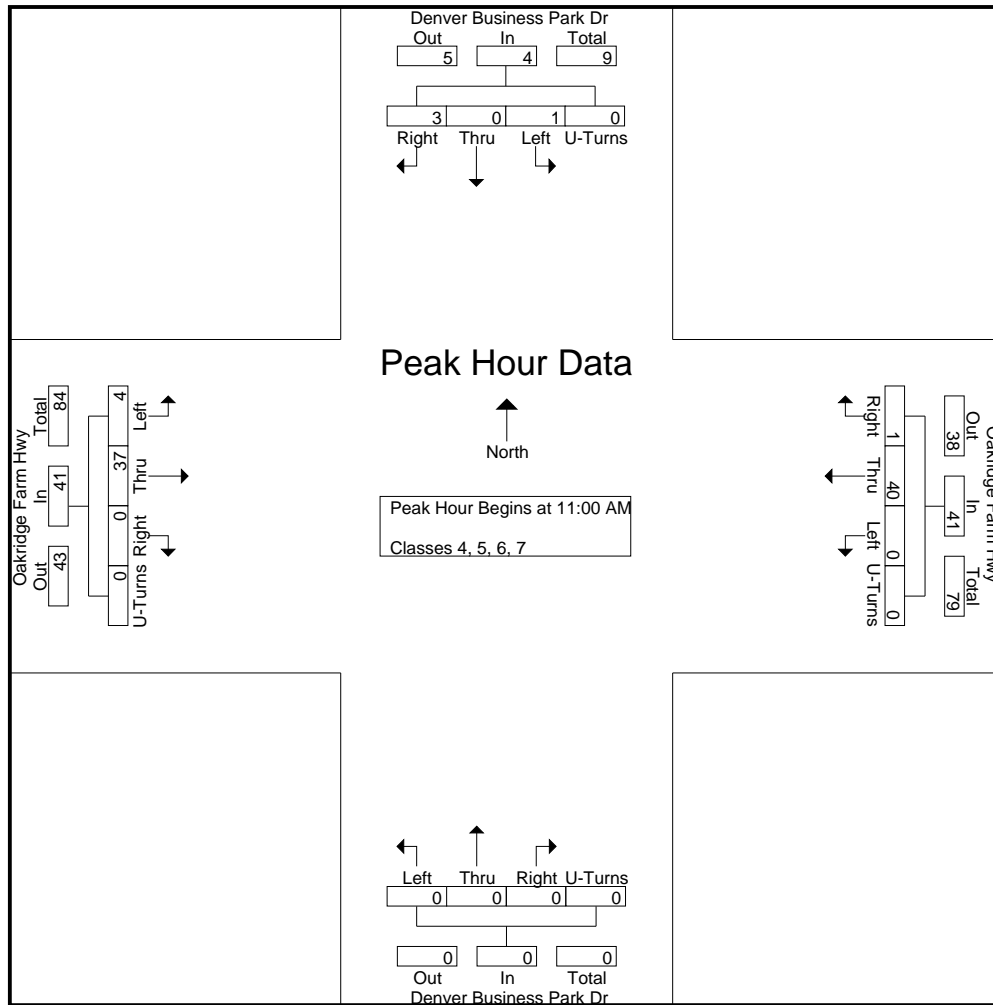 Denver Business Park Dr
Out In Total
5 4 9
3 0 1 0
Right Thru Left U-Turns
Peak Hour Data
North
Peak Hour Begins at 11:00 AM
Classes 4, 5, 6, 7
Oakridge Farm Hwy
Out In Total
43 41 84
0 0 37 4
U-Turns Right Thru Left
Oakridge Farm Hwy
Out In Total
38 41 79
1 40 0 0
Right Thru Left U-Turns
Left Thru Right U-Turns
0 0 0 0
0 0 0
Out In Total
Denver Business Park Dr